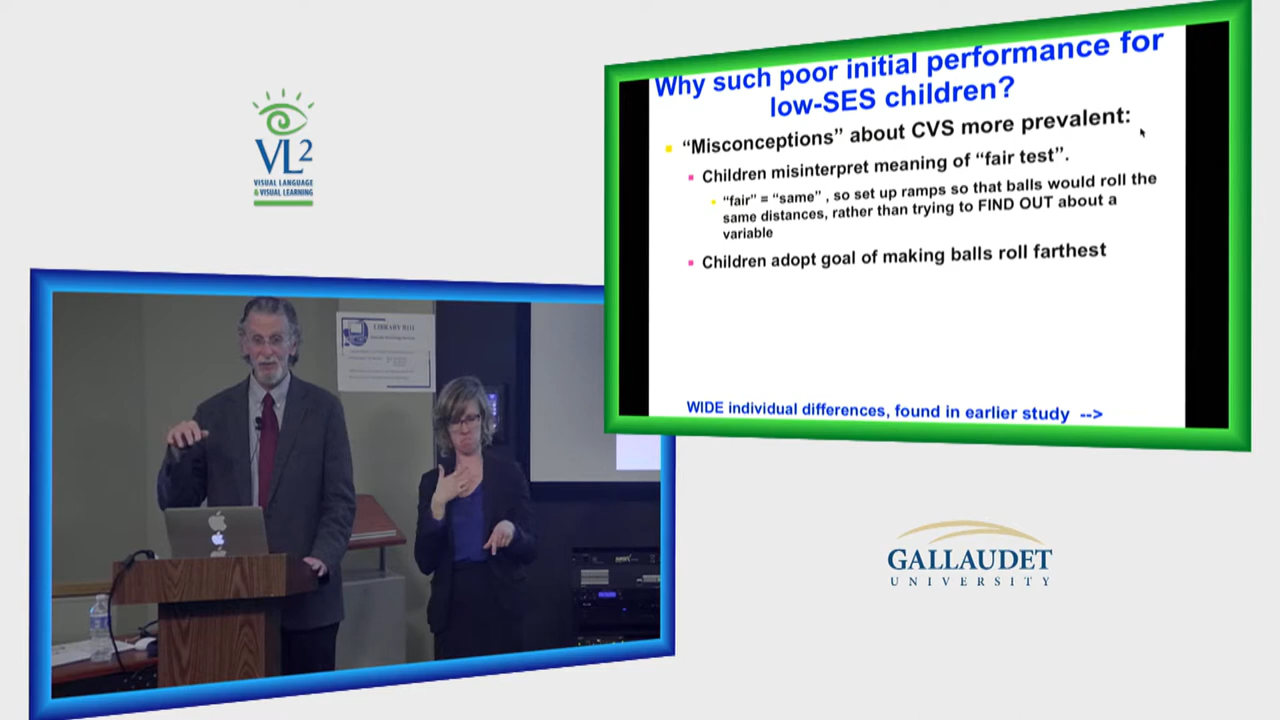 Why such poor initial performance for
low-SES children?
“Misconceptions” about CVS more prevalent:
Children misinterpret meaning of “fair test”.
“fair” = “same” , so set up ramps so that balls would roll the
same distances, rather than trying to FIND OUT about a
variable
Children adopt goal of making balls roll farthest
WIDE individual differences, found in earlier study -->
VL2
VISUAL LANGUAGE
& VISUAL LEARNING
LIBRARY B111
GALLAUDET
UNIVERSITY